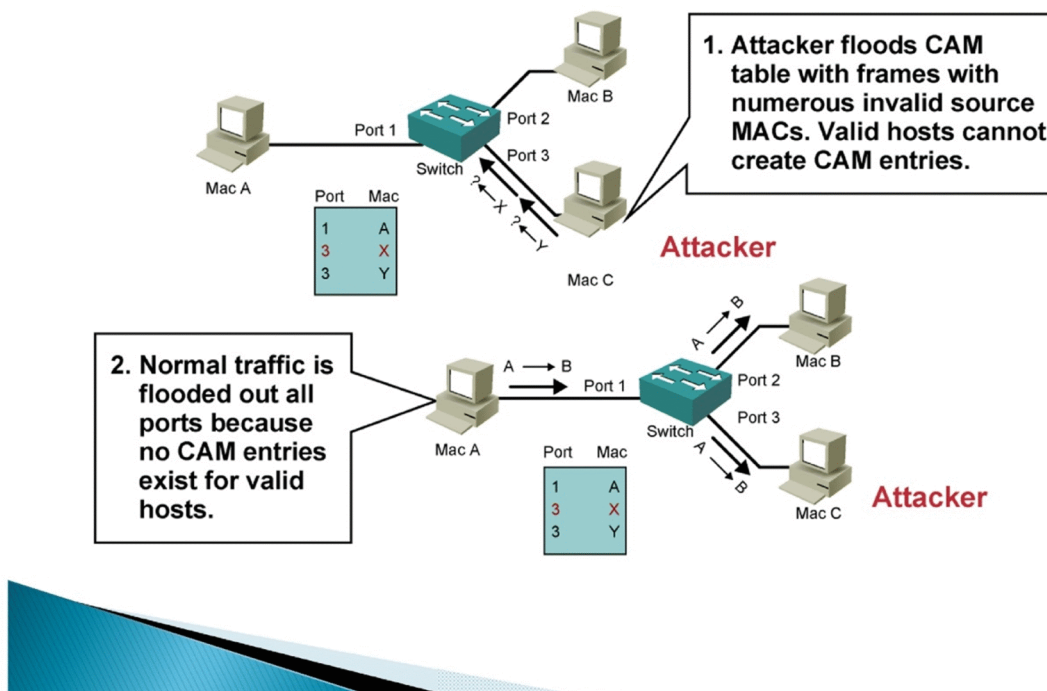 1. Attacker floods CAM
table with frames with
numerous invalid source
MACs. Valid hosts cannot
create CAM entries.
Mac B
Port 1
Port 2
Port 3
Switch
Mac A
Port Mac
1 A
3 X
3 Y
?←X
?←Y
Mac C
Attacker
2. Normal traffic is
flooded out all
ports because
no CAM entries
exist for valid
hosts.
A → B
Port 1
Mac A
A → B
Mac B
Port 2
Port 3
Switch
A → B
Port Mac
1 A
3 X
3 Y
Mac C
Attacker